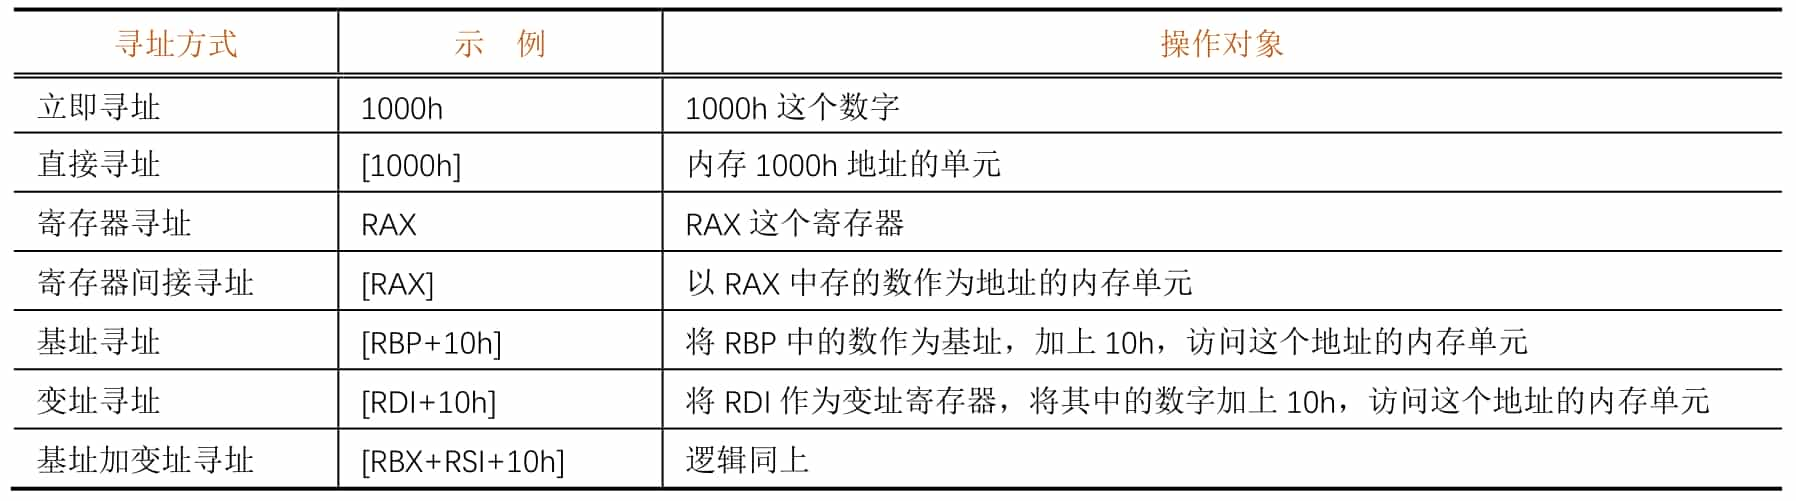 寻址方式 示 例 操作对象
立即寻址 1000h 1000h 这个数字
直接寻址 [1000h] 内存 1000h 地址的单元
寄存器寻址 RAX RAX 这个寄存器
寄存器间接寻址 [RAX] 以 RAX 中存的数作为地址的内存单元
基址寻址 [RBP+10h] 将 RBP 中的数作为基址，加上 10h，访问这个地址的内存单元
变址寻址 [RDI+10h] 将 RDI 作为变址寄存器，将其中的数字加上 10h，访问这个地址的内存单元
基址加变址寻址 [RBX+RSI+10h] 逻辑同上